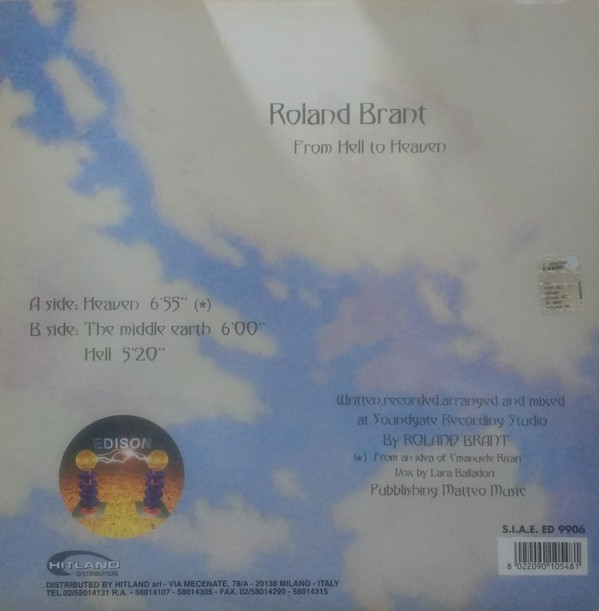 Roland Brant
From Hell to Heaven
A side: Heaven 6'55" (*)
B side: The middle earth 6'00"
Hell 5'20"
Written,recorded,arranged and mixed
at Soundgate Recording Studio
By ROLAND BRANT
(*) From an idea of Emanuele Rivari
Vox by Lara Balladori
Pubblishing Matteo Music
EDISON
S.I.A.E. ED 9906
8 022090 105481
HITLAND
DISTRIBUTION
DISTRIBUTED BY HITLAND arl - VIA MECENATE, 78/A - 20138 MILANO - ITALY
TEL.02/58014131 R.A. - 58014107 - 58014305 - FAX. 02/58014290 - 58014315